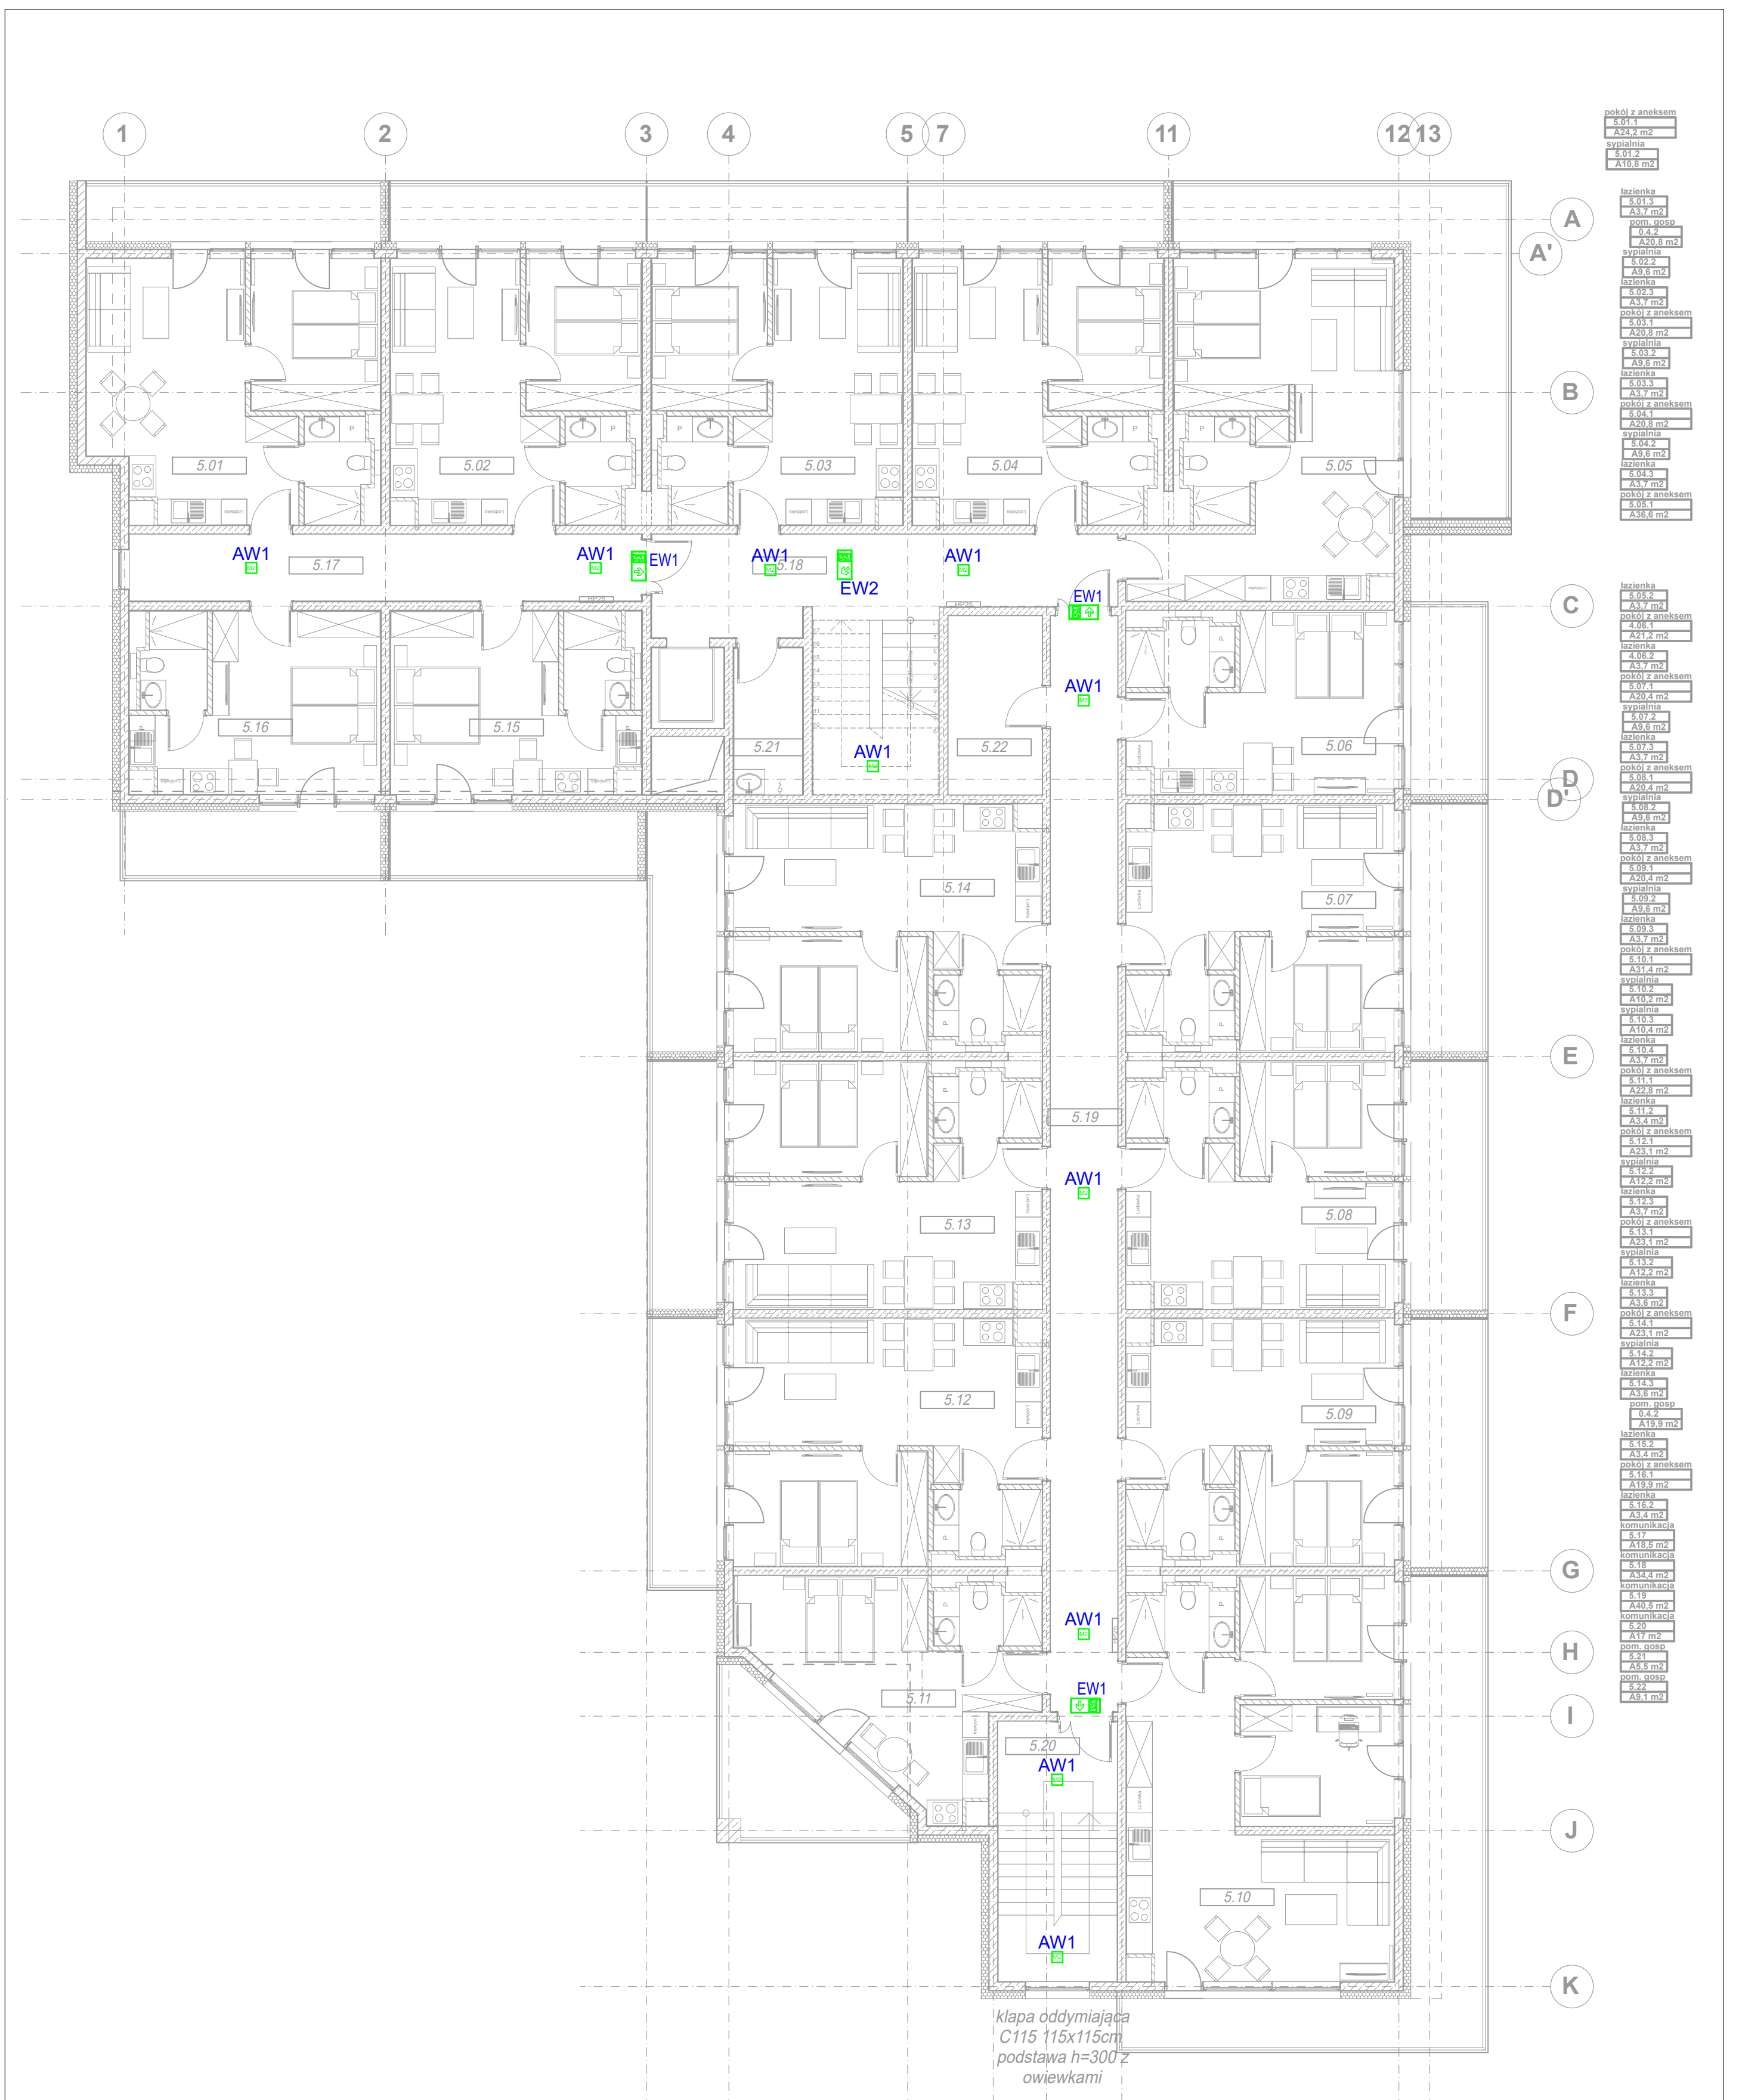 1
2
3
4
5
7
11
12
13
A
A'
B
C
D
D'
E
F
G
H
I
J
K
5.01
5.02
5.03
5.04
5.05
AW1
5.17
AW1
EW1
AW1
5.18
EW2
AW1
HP25
HP25
EW1
AW1
5.16
5.15
5.21
AW1
5.22
5.06
5.14
5.07
5.19
AW1
5.13
5.08
5.12
5.09
AW1
HP25
5.11
EW1
5.20
AW1
5.10
AW1
klapa oddymiająca
C115 115x115cm
podstawa h=300 z
owiewkami
pokój z aneksem
5.01.1
A24,2 m2
sypialnia
5.01.2
A10,8 m2
łazienka
5.01.3
A3,7 m2
pom. gosp
0.4.2
A20,8 m2
sypialnia
5.02.2
A9,6 m2
łazienka
5.02.3
A3,7 m2
pokój z aneksem
5.03.1
A20,8 m2
sypialnia
5.03.2
A9,6 m2
łazienka
5.03.3
A3,7 m2
pokój z aneksem
5.04.1
A20,8 m2
sypialnia
5.04.2
A9,6 m2
łazienka
5.04.3
A3,7 m2
pokój z aneksem
5.05.1
A36,6 m2
łazienka
5.05.2
A3,7 m2
pokój z aneksem
4.06.1
A21,2 m2
łazienka
4.06.2
A3,7 m2
pokój z aneksem
5.07.1
A20,4 m2
sypialnia
5.07.2
A9,6 m2
łazienka
5.07.3
A3,7 m2
pokój z aneksem
5.08.1
A20,4 m2
sypialnia
5.08.2
A9,6 m2
łazienka
5.08.3
A3,7 m2
pokój z aneksem
5.09.1
A20,4 m2
sypialnia
5.09.2
A9,6 m2
łazienka
5.09.3
A3,7 m2
pokój z aneksem
5.10.1
A31,4 m2
sypialnia
5.10.2
A10,2 m2
sypialnia
5.10.3
A10,4 m2
łazienka
5.10.4
A3,7 m2
pokój z aneksem
5.11.1
A22,8 m2
łazienka
5.11.2
A3,4 m2
pokój z aneksem
5.12.1
A23,1 m2
sypialnia
5.12.2
A12,2 m2
łazienka
5.12.3
A3,7 m2
pokój z aneksem
5.13.1
A23,1 m2
sypialnia
5.13.2
A12,2 m2
łazienka
5.13.3
A3,6 m2
pokój z aneksem
5.14.1
A23,1 m2
sypialnia
5.14.2
A12,2 m2
łazienka
5.14.3
A3,6 m2
pom. gosp
0.4.2
A19,9 m2
łazienka
5.15.2
A3,4 m2
pokój z aneksem
5.16.1
A19,9 m2
łazienka
5.16.2
A3,4 m2
komunikacja
5.17
A18,5 m2
komunikacja
5.18
A34,4 m2
komunikacja
5.19
A40,5 m2
komunikacja
5.20
A17 m2
pom. gosp
5.21
A5,5 m2
pom. gosp
5.22
A9,1 m2